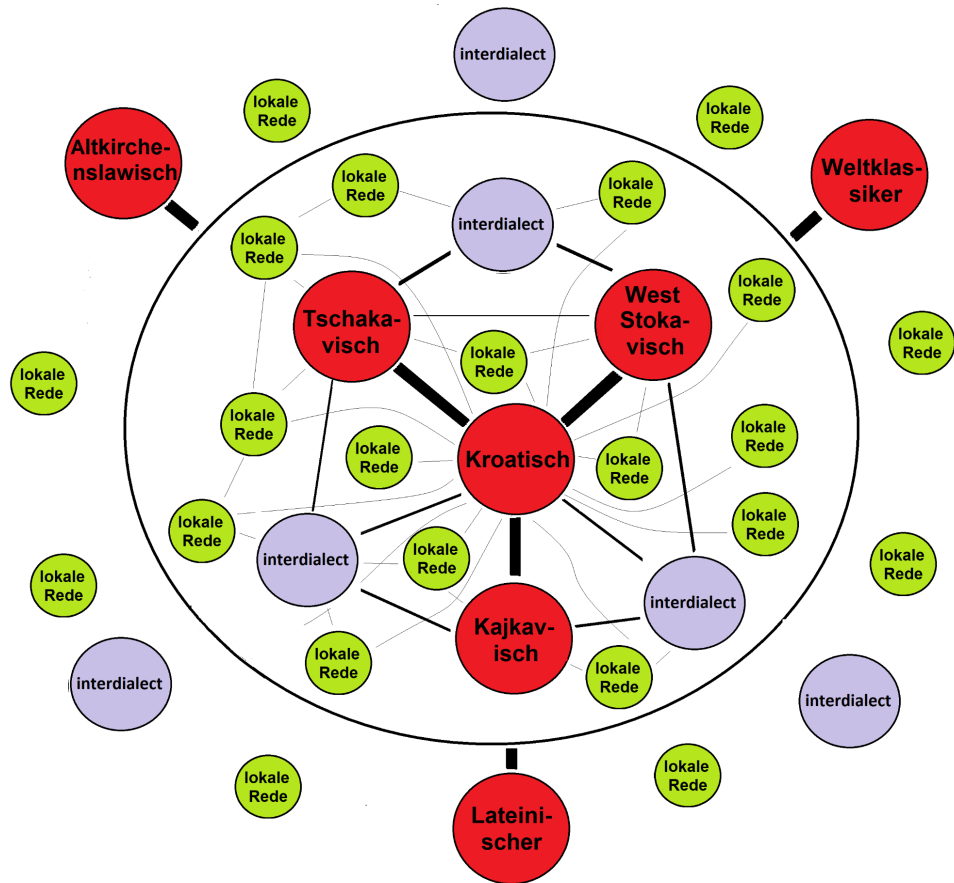 interdialect
lokale
Rede
lokale
Rede
Altkirche-
nslawisch
Weltklas-
siker
lokale
Rede
lokale
Rede
interdialect
lokale
Rede
lokale
Rede
Tschaka-
visch
West
Stoka-
visch
lokale
Rede
lokale
Rede
lokale
Rede
lokale
Rede
lokale
Rede
lokale
Rede
lokale
Rede
Kroatisch
lokale
Rede
lokale
Rede
lokale
Rede
interdialect
lokale
Rede
lokale
Rede
lokale
Rede
interdialect
Kajkav-
isch
lokale
Rede
lokale
Rede
interdialect
interdialect
lokale
Rede
lokale
Rede
Lateini-
scher